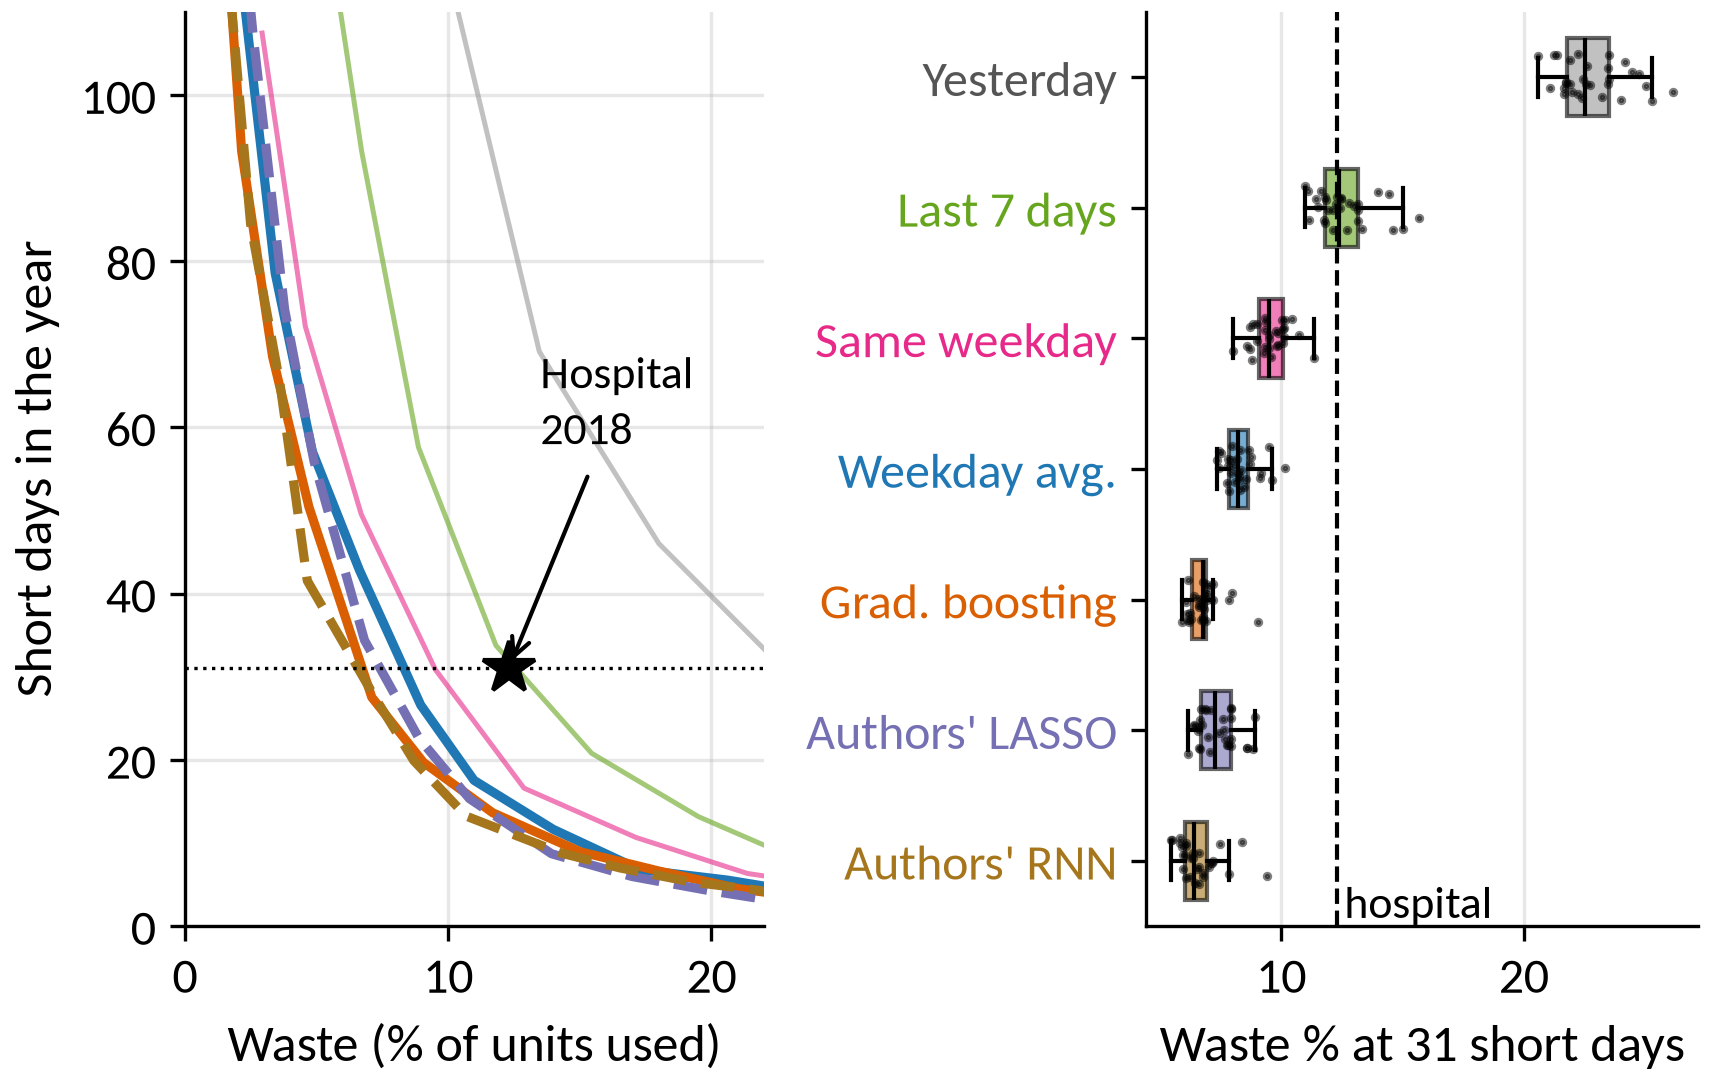 Short days in the year
100
80
60
40
20
0
0
10
20
Waste (% of units used)
Hospital
2018
Yesterday
Last 7 days
Same weekday
Weekday avg.
Grad. boosting
Authors' LASSO
Authors' RNN
hospital
10
20
Waste % at 31 short days